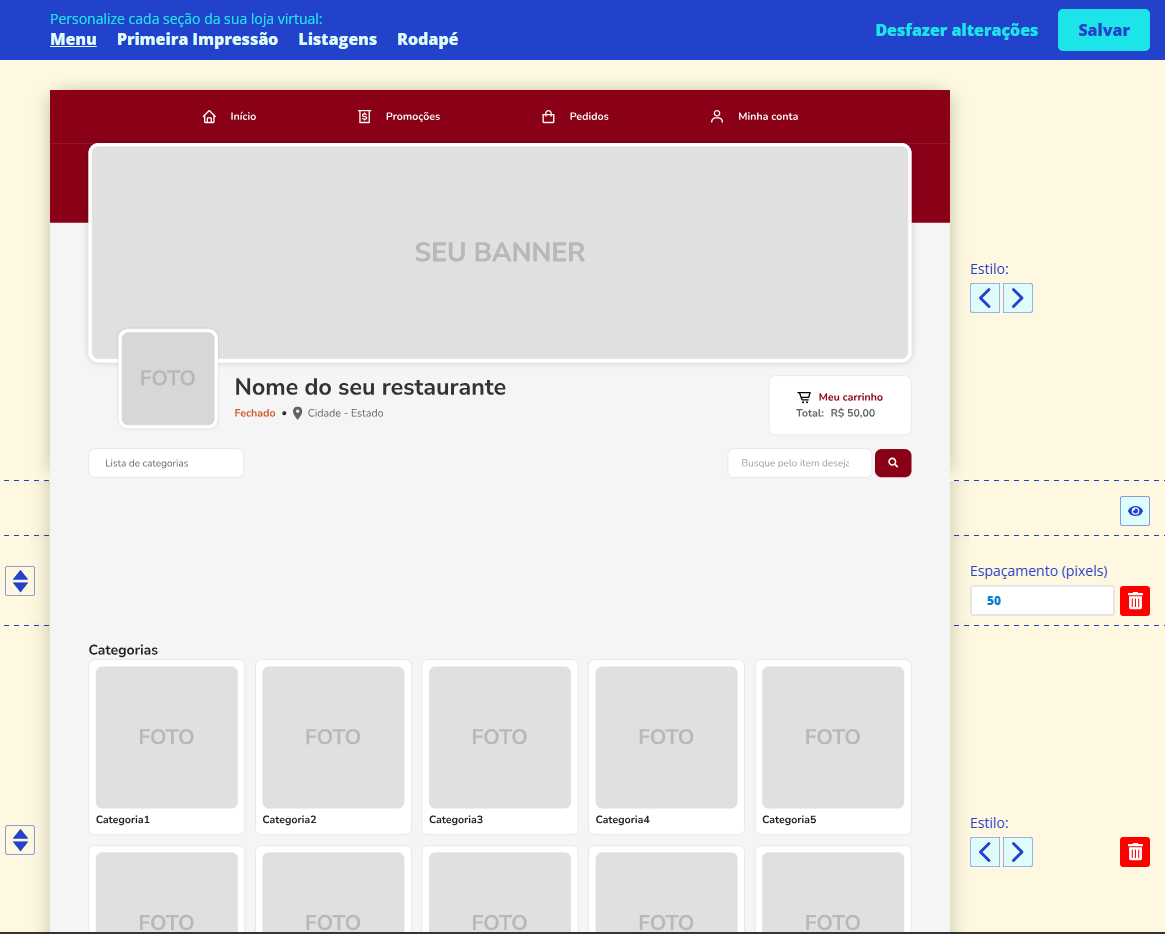 Personalize cada seção da sua loja virtual:
Menu Primeira Impressão Listagens Rodapé
Desfazer alterações
Salvar
Início Promoções Pedidos Minha conta
SEU BANNER
Estilo:
FOTO
Nome do seu restaurante
Fechado • Cidade - Estado
Meu carrinho
Total: R$ 50,00
Lista de categorias
Busque pelo item desej
Espaçamento (pixels)
50
Categorias
FOTO FOTO FOTO FOTO FOTO
Categoria1 Categoria2 Categoria3 Categoria4 Categoria5
Estilo:
FOTO FOTO FOTO FOTO FOTO